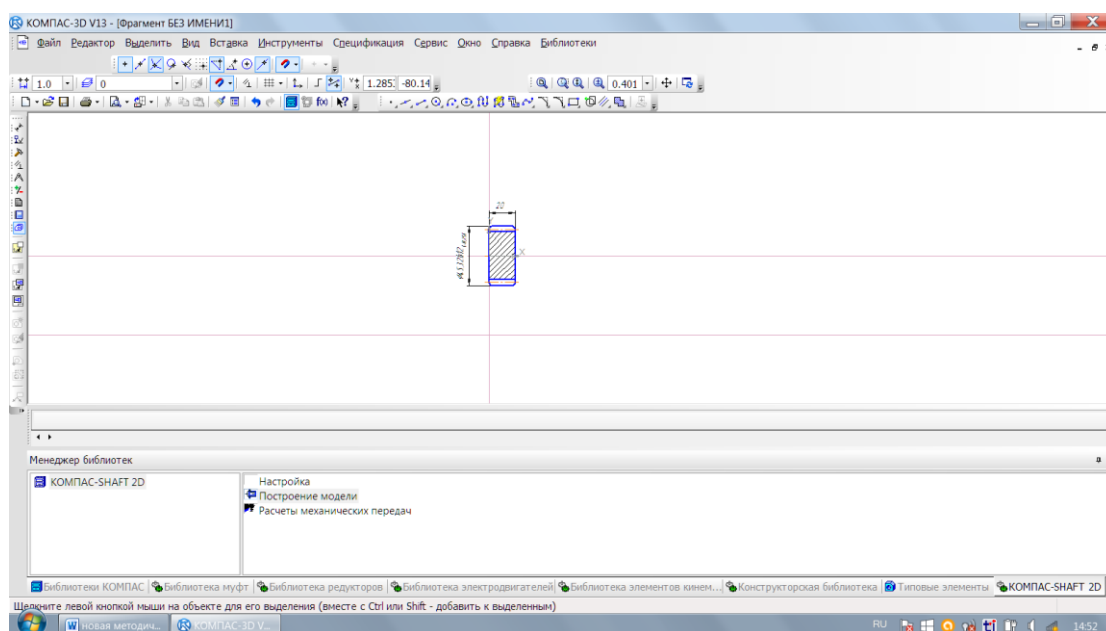 КОМПАС-3D V13 - [Фрагмент БЕЗ ИМЕНИ1]
Файл Редактор Выделить Вид Вставка Инструменты Спецификация Сервис Окно Справка Библиотеки
1.0 0 1.285 -80.14 0.401
20
X
Менеджер библиотек
КОМПАС-SHAFT 2D
Настройка
Построение модели
Расчеты механических передач
Библиотеки КОМПАС Библиотека муфт Библиотека редукторов Библиотека электродвигателей Библиотека элементов кинем... Конструкторская библиотека Типовые элементы КОМПАС-SHAFT 2D
Щелкните левой кнопкой мыши на объекте для его выделения (вместе с Ctrl или Shift - добавить к выделенным)
новая методич... КОМПАС-3D V... RU 14:52